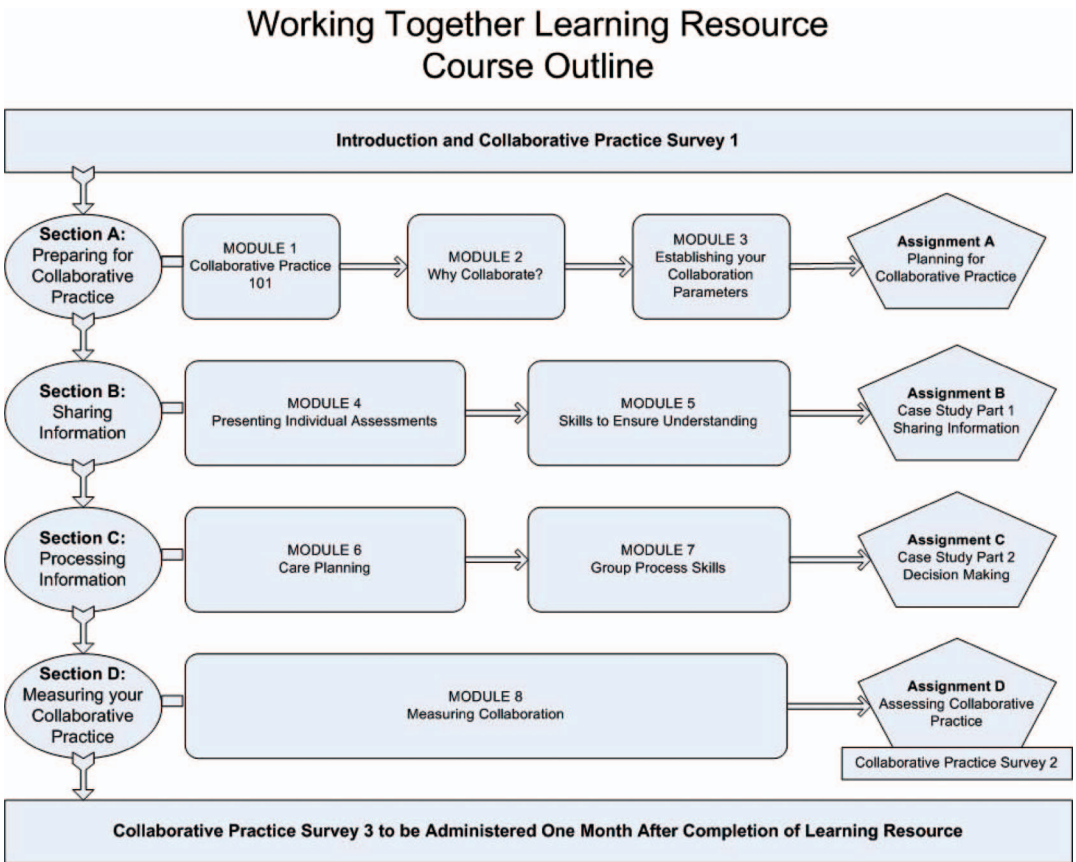 Working Together Learning Resource
Course Outline
Introduction and Collaborative Practice Survey 1
Section A:
Preparing for
Collaborative
Practice
MODULE 1
Collaborative Practice
101
MODULE 2
Why Collaborate?
MODULE 3
Establishing your
Collaboration
Parameters
Assignment A
Planning for
Collaborative Practice
Section B:
Sharing
Information
MODULE 4
Presenting Individual Assessments
MODULE 5
Skills to Ensure Understanding
Assignment B
Case Study Part 1
Sharing Information
Section C:
Processing
Information
MODULE 6
Care Planning
MODULE 7
Group Process Skills
Assignment C
Case Study Part 2
Decision Making
Section D:
Measuring your
Collaborative
Practice
MODULE 8
Measuring Collaboration
Assignment D
Assessing Collaborative
Practice
Collaborative Practice Survey 2
Collaborative Practice Survey 3 to be Administered One Month After Completion of Learning Resource